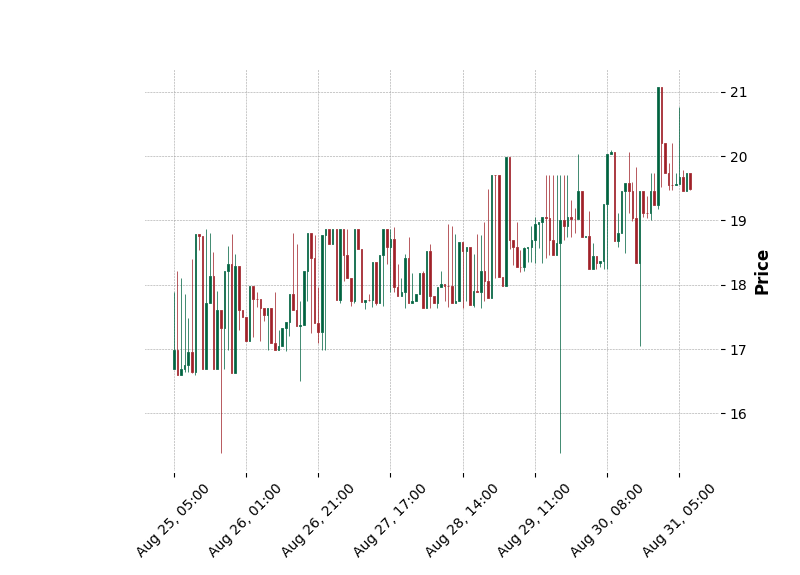 21
20
19
18
17
16
Price
Aug 25, 05:00
Aug 26, 01:00
Aug 26, 21:00
Aug 27, 17:00
Aug 28, 14:00
Aug 29, 11:00
Aug 30, 08:00
Aug 31, 05:00